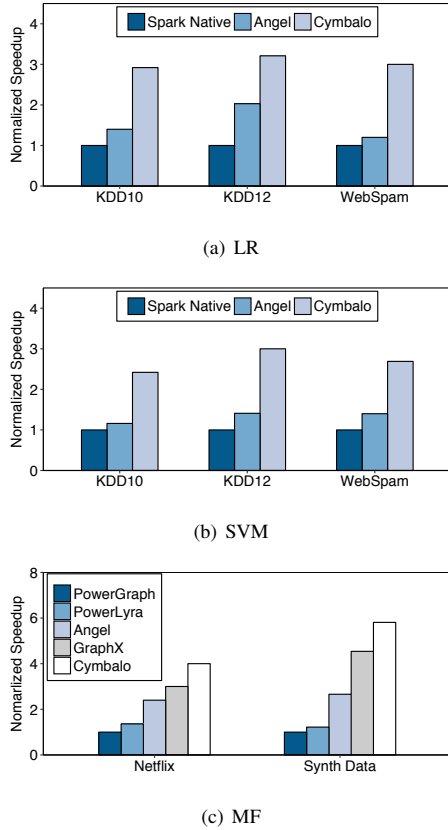 Spark Native Angel Cymbalo
Normalized Speedup
4
3
2
1
0
KDD10 KDD12 WebSpam
(a) LR
Spark Native Angel Cymbalo
Normalized Speedup
4
3
2
1
0
KDD10 KDD12 WebSpam
(b) SVM
PowerGraph
PowerLyra
Angel
GraphX
Cymbalo
Nomarlized Speedup
8
6
4
2
0
Netflix Synth Data
(c) MF